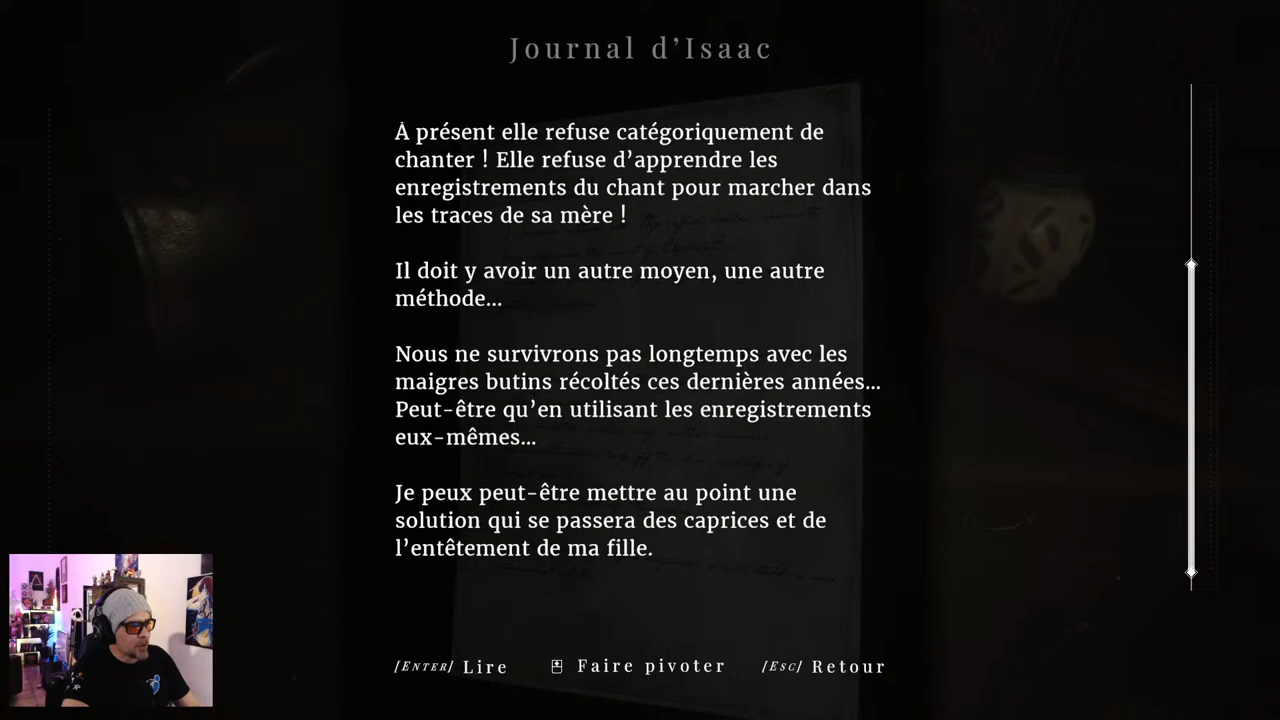 Journal d’Isaac
À présent elle refuse catégoriquement de
chanter ! Elle refuse d’apprendre les
enregistrements du chant pour marcher dans
les traces de sa mère !
Il doit y avoir un autre moyen, une autre
méthode...
Nous ne survivrons pas longtemps avec les
maigres butins récoltés ces dernières années...
Peut-être qu’en utilisant les enregistrements
eux-mêmes...
Je peux peut-être mettre au point une
solution qui se passera des caprices et de
l’entêtement de ma fille.
[ENTER] Lire Faire pivoter [ESC] Retour